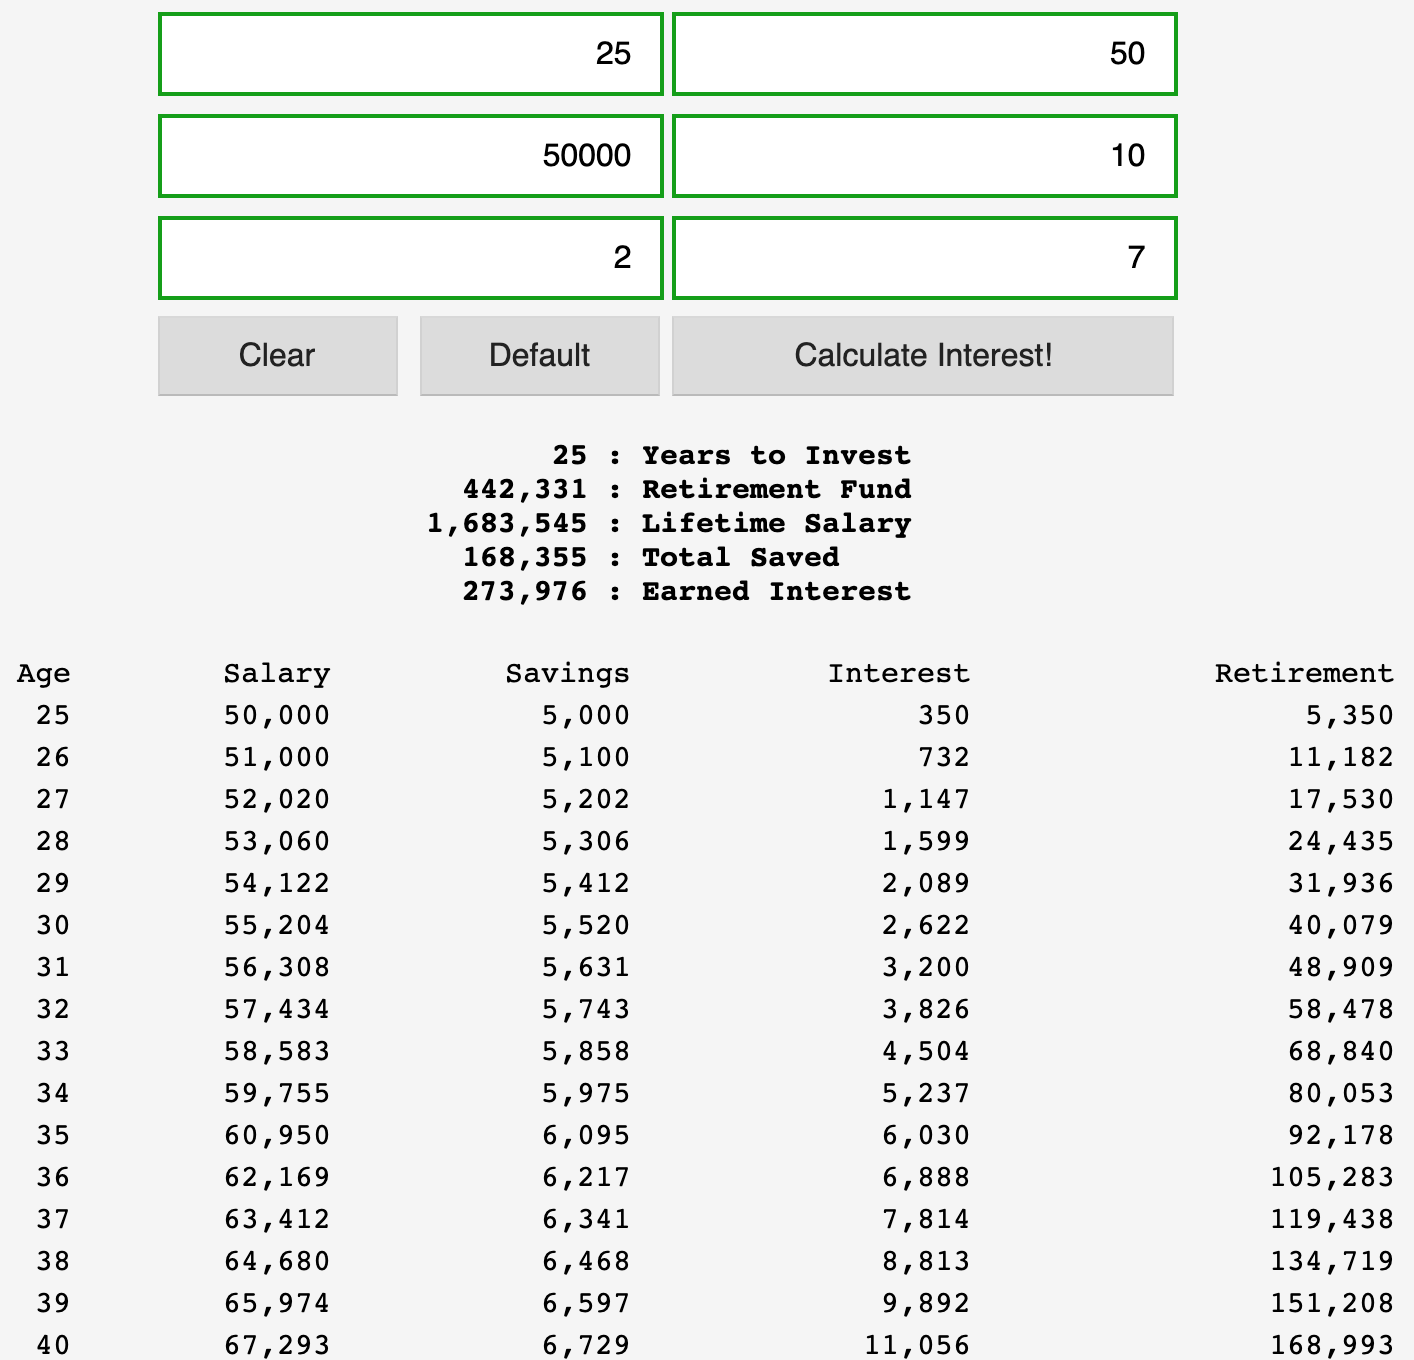 25 50
50000 10
2 7
Clear Default Calculate Interest!
25 : Years to Invest
442,331 : Retirement Fund
1,683,545 : Lifetime Salary
168,355 : Total Saved
273,976 : Earned Interest
Age Salary Savings Interest Retirement
25 50,000 5,000 350 5,350
26 51,000 5,100 732 11,182
27 52,020 5,202 1,147 17,530
28 53,060 5,306 1,599 24,435
29 54,122 5,412 2,089 31,936
30 55,204 5,520 2,622 40,079
31 56,308 5,631 3,200 48,909
32 57,434 5,743 3,826 58,478
33 58,583 5,858 4,504 68,840
34 59,755 5,975 5,237 80,053
35 60,950 6,095 6,030 92,178
36 62,169 6,217 6,888 105,283
37 63,412 6,341 7,814 119,438
38 64,680 6,468 8,813 134,719
39 65,974 6,597 9,892 151,208
40 67,293 6,729 11,056 168,993